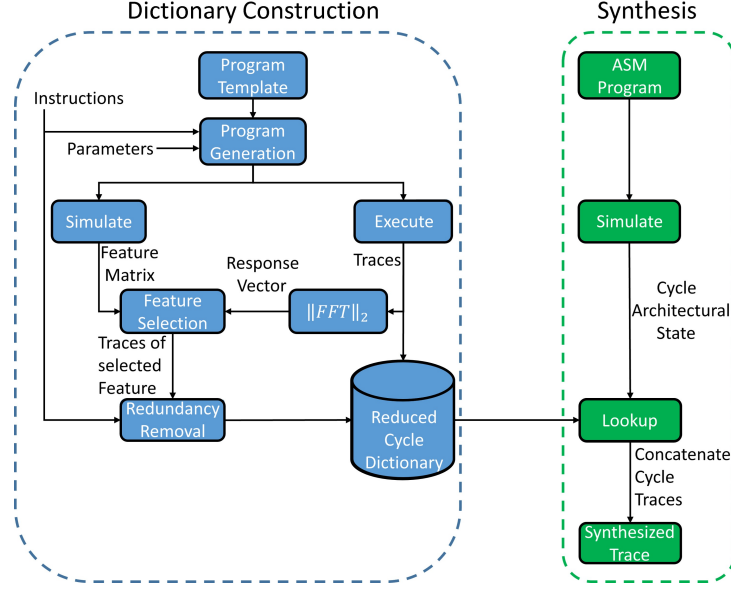 Dictionary Construction
Synthesis
Program
Template
ASM
Program
Instructions
Program
Generation
Parameters
Simulate
Execute
Simulate
Feature
Matrix
Response
Vector
Traces
Feature
Selection
‖FFT‖₂
Cycle
Architectural
State
Traces of
selected
Feature
Redundancy
Removal
Reduced
Cycle
Dictionary
Lookup
Concatenate
Cycle
Traces
Synthesized
Trace